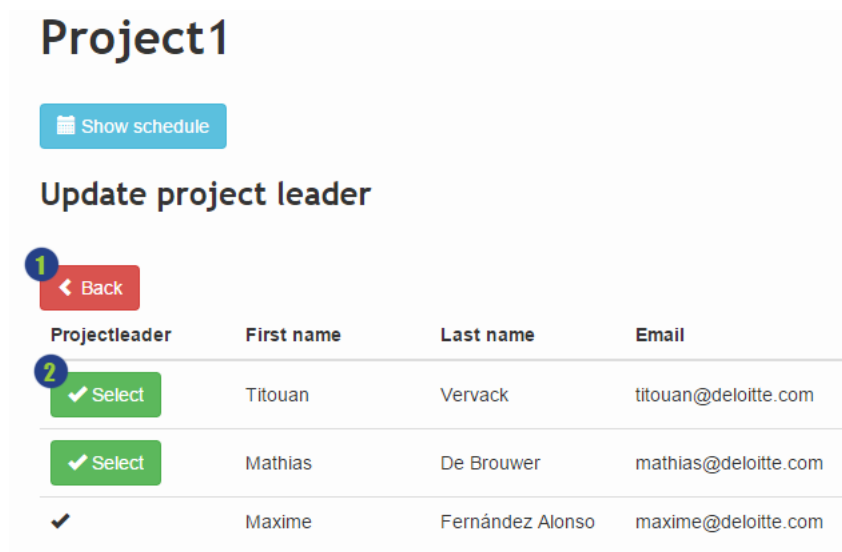 Project1
Show schedule
Update project leader
1
Back
Projectleader First name Last name Email
2
Select Titouan Vervack titouan@deloitte.com
Select Mathias De Brouwer mathias@deloitte.com
Maxime Fernández Alonso maxime@deloitte.com